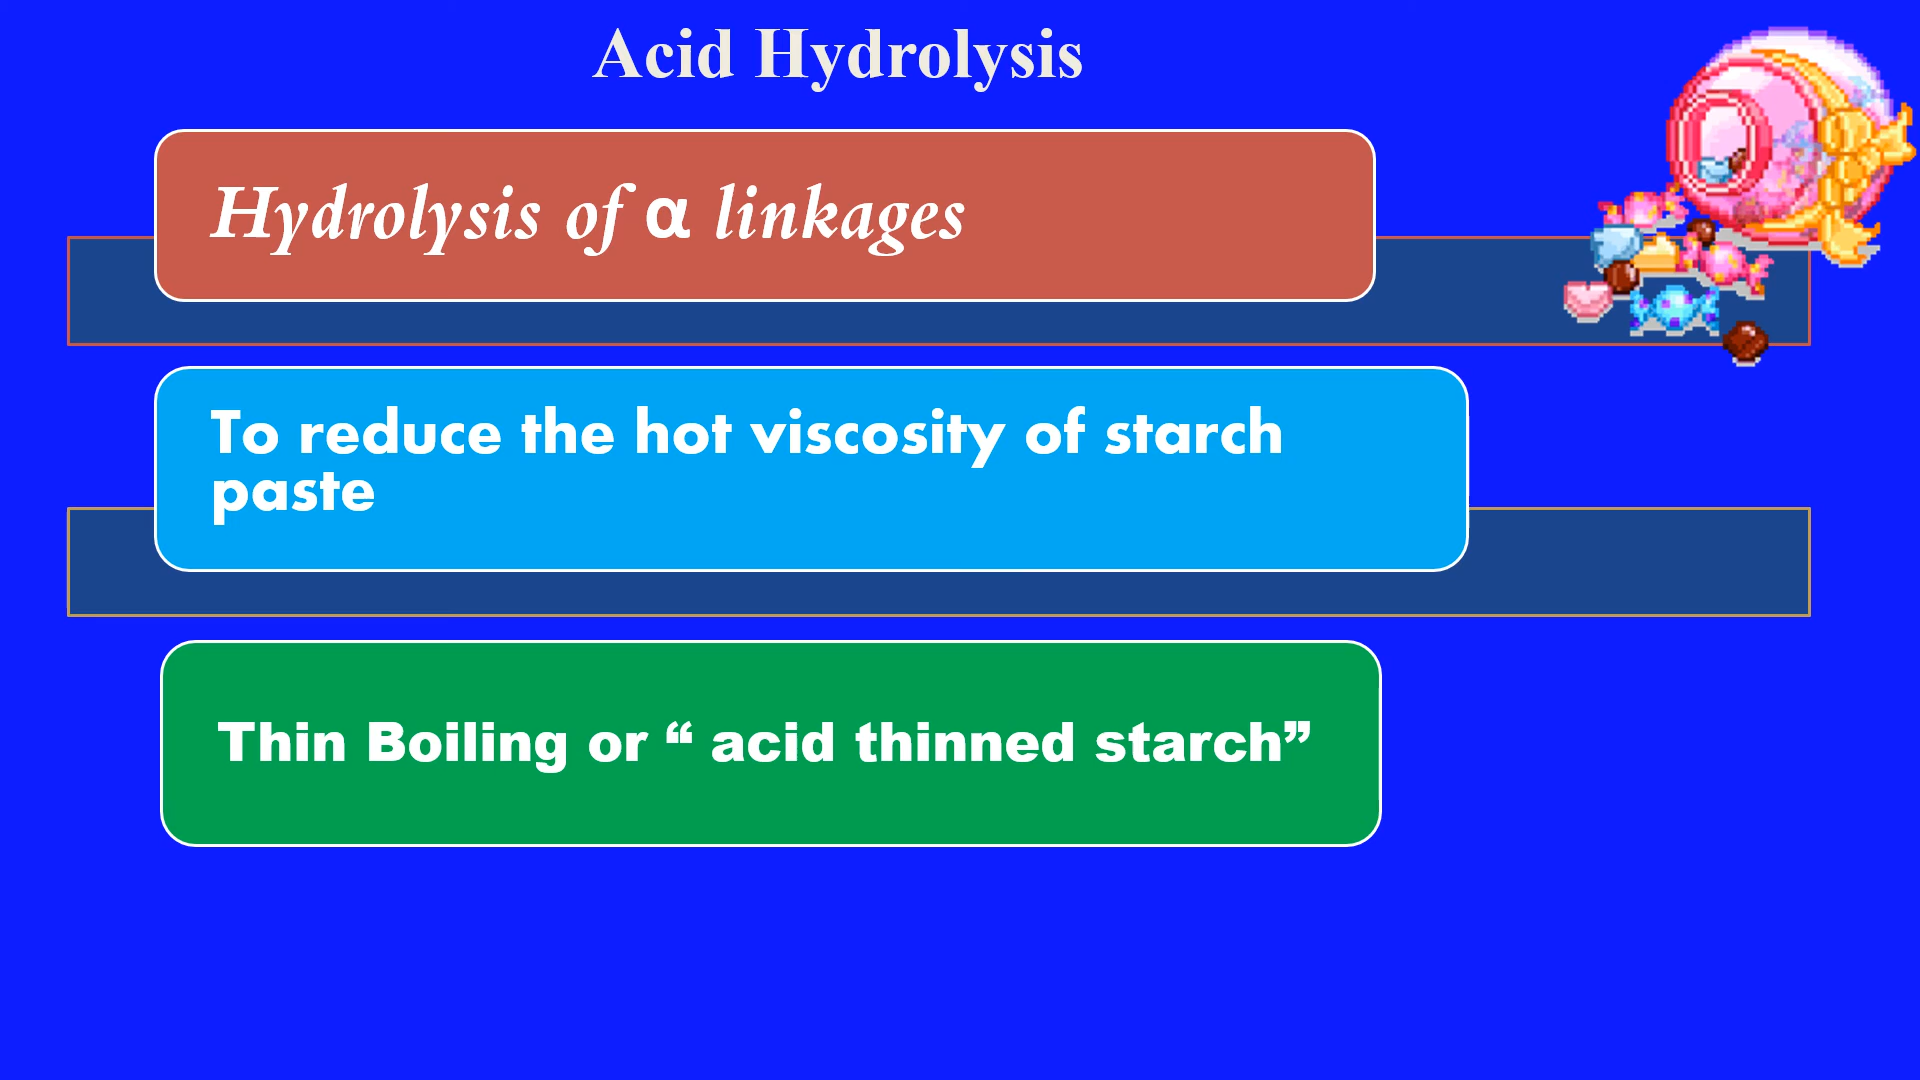 Acid Hydrolysis
Hydrolysis of α linkages
To reduce the hot viscosity of starch
paste
Thin Boiling or “ acid thinned starch”